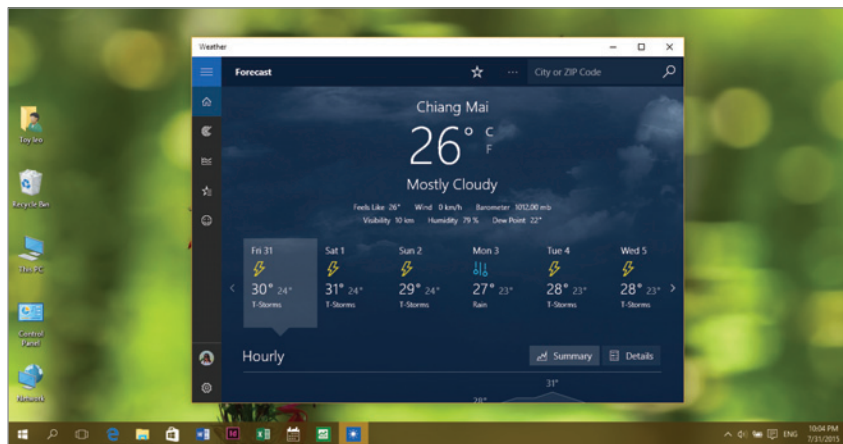 Weather
Forecast
City or ZIP Code
Chiang Mai
26° C
F
Mostly Cloudy
Feels Like 26° Wind 0 km/h Barometer 1012.00 mb
Visibility 10 km Humidity 79 % Dew Point 22°
Fri 31 Sat 1 Sun 2 Mon 3 Tue 4 Wed 5
30° 24° 31° 24° 29° 24° 27° 23° 28° 23° 28° 23°
T-Storms T-Storms T-Storms Rain T-Storms T-Storms
Hourly Summary Details
31°
28°
Recycle Bin
This PC
Control
Panel
Network
ENG
10:04 PM
7/31/2015